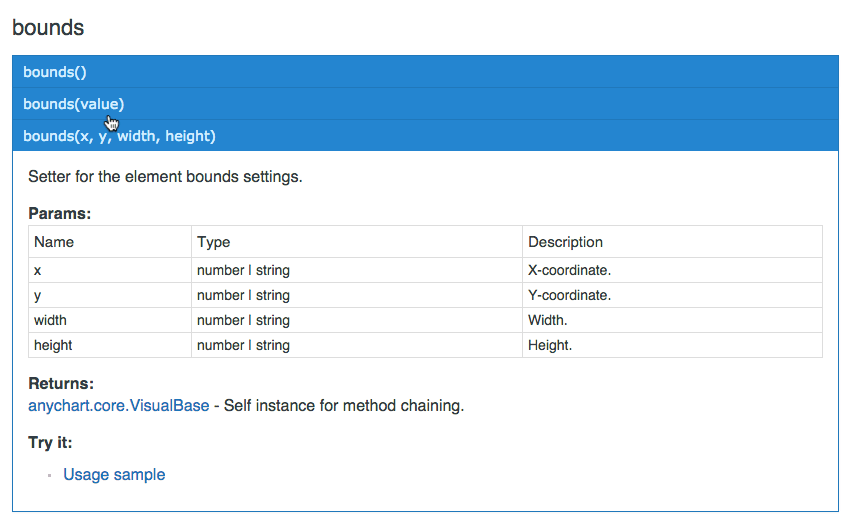 bounds
bounds()
bounds(value)
bounds(x, y, width, height)
Setter for the element bounds settings.
Params:
Name Type Description
x number | string X-coordinate.
y number | string Y-coordinate.
width number | string Width.
height number | string Height.
Returns:
anychart.core.VisualBase - Self instance for method chaining.
Try it:
Usage sample